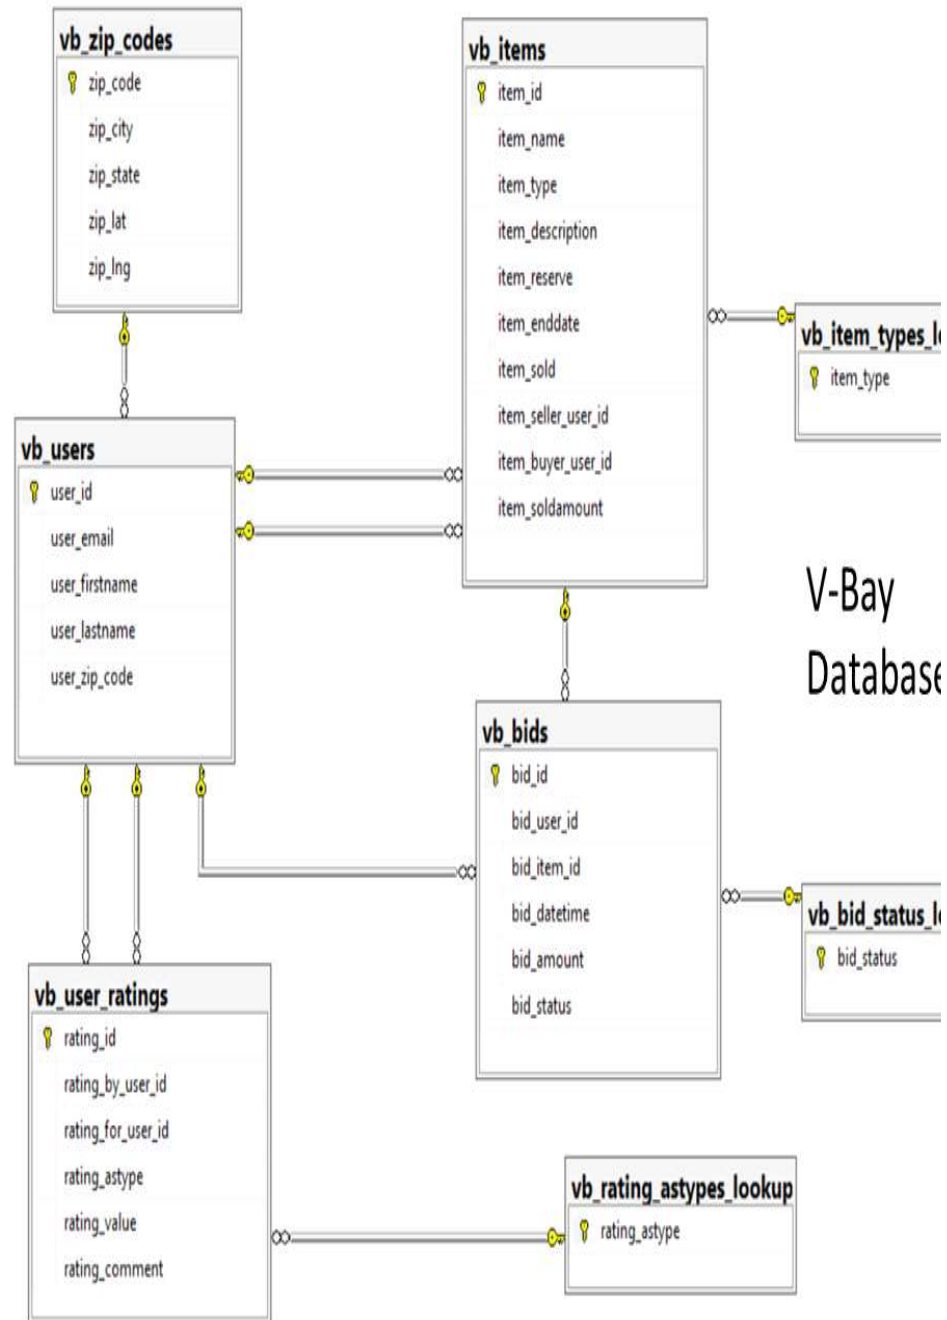 vb_zip_codes
zip_code
zip_city
zip_state
zip_lat
zip_lng
vb_items
item_id
item_name
item_type
item_description
item_reserve
item_enddate
item_sold
item_seller_user_id
item_buyer_user_id
item_soldamount
vb_item_types_lo
item_type
vb_users
user_id
user_email
user_firstname
user_lastname
user_zip_code
V-Bay
Database
vb_bids
bid_id
bid_user_id
bid_item_id
bid_datetime
bid_amount
bid_status
vb_bid_status_lo
bid_status
vb_user_ratings
rating_id
rating_by_user_id
rating_for_user_id
rating_astype
rating_value
rating_comment
vb_rating_astypes_lookup
rating_astype